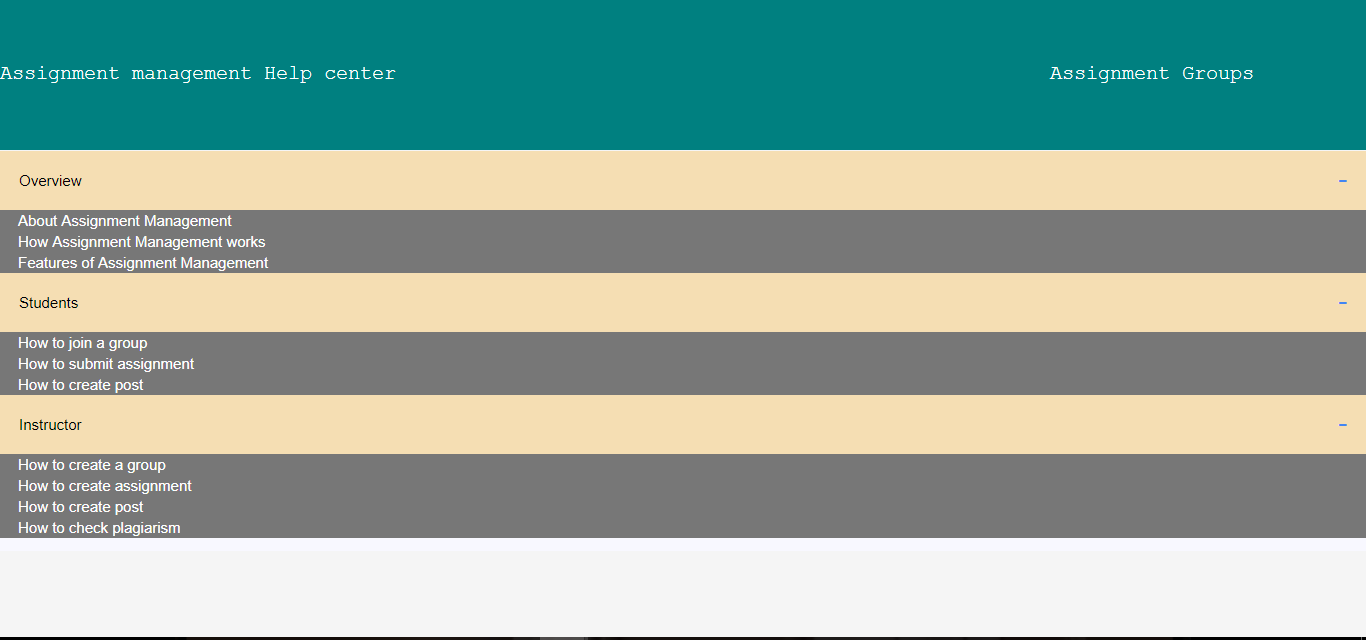 Assignment management Help center Assignment Groups
Overview
About Assignment Management
How Assignment Management works
Features of Assignment Management
Students
How to join a group
How to submit assignment
How to create post
Instructor
How to create a group
How to create assignment
How to create post
How to check plagiarism